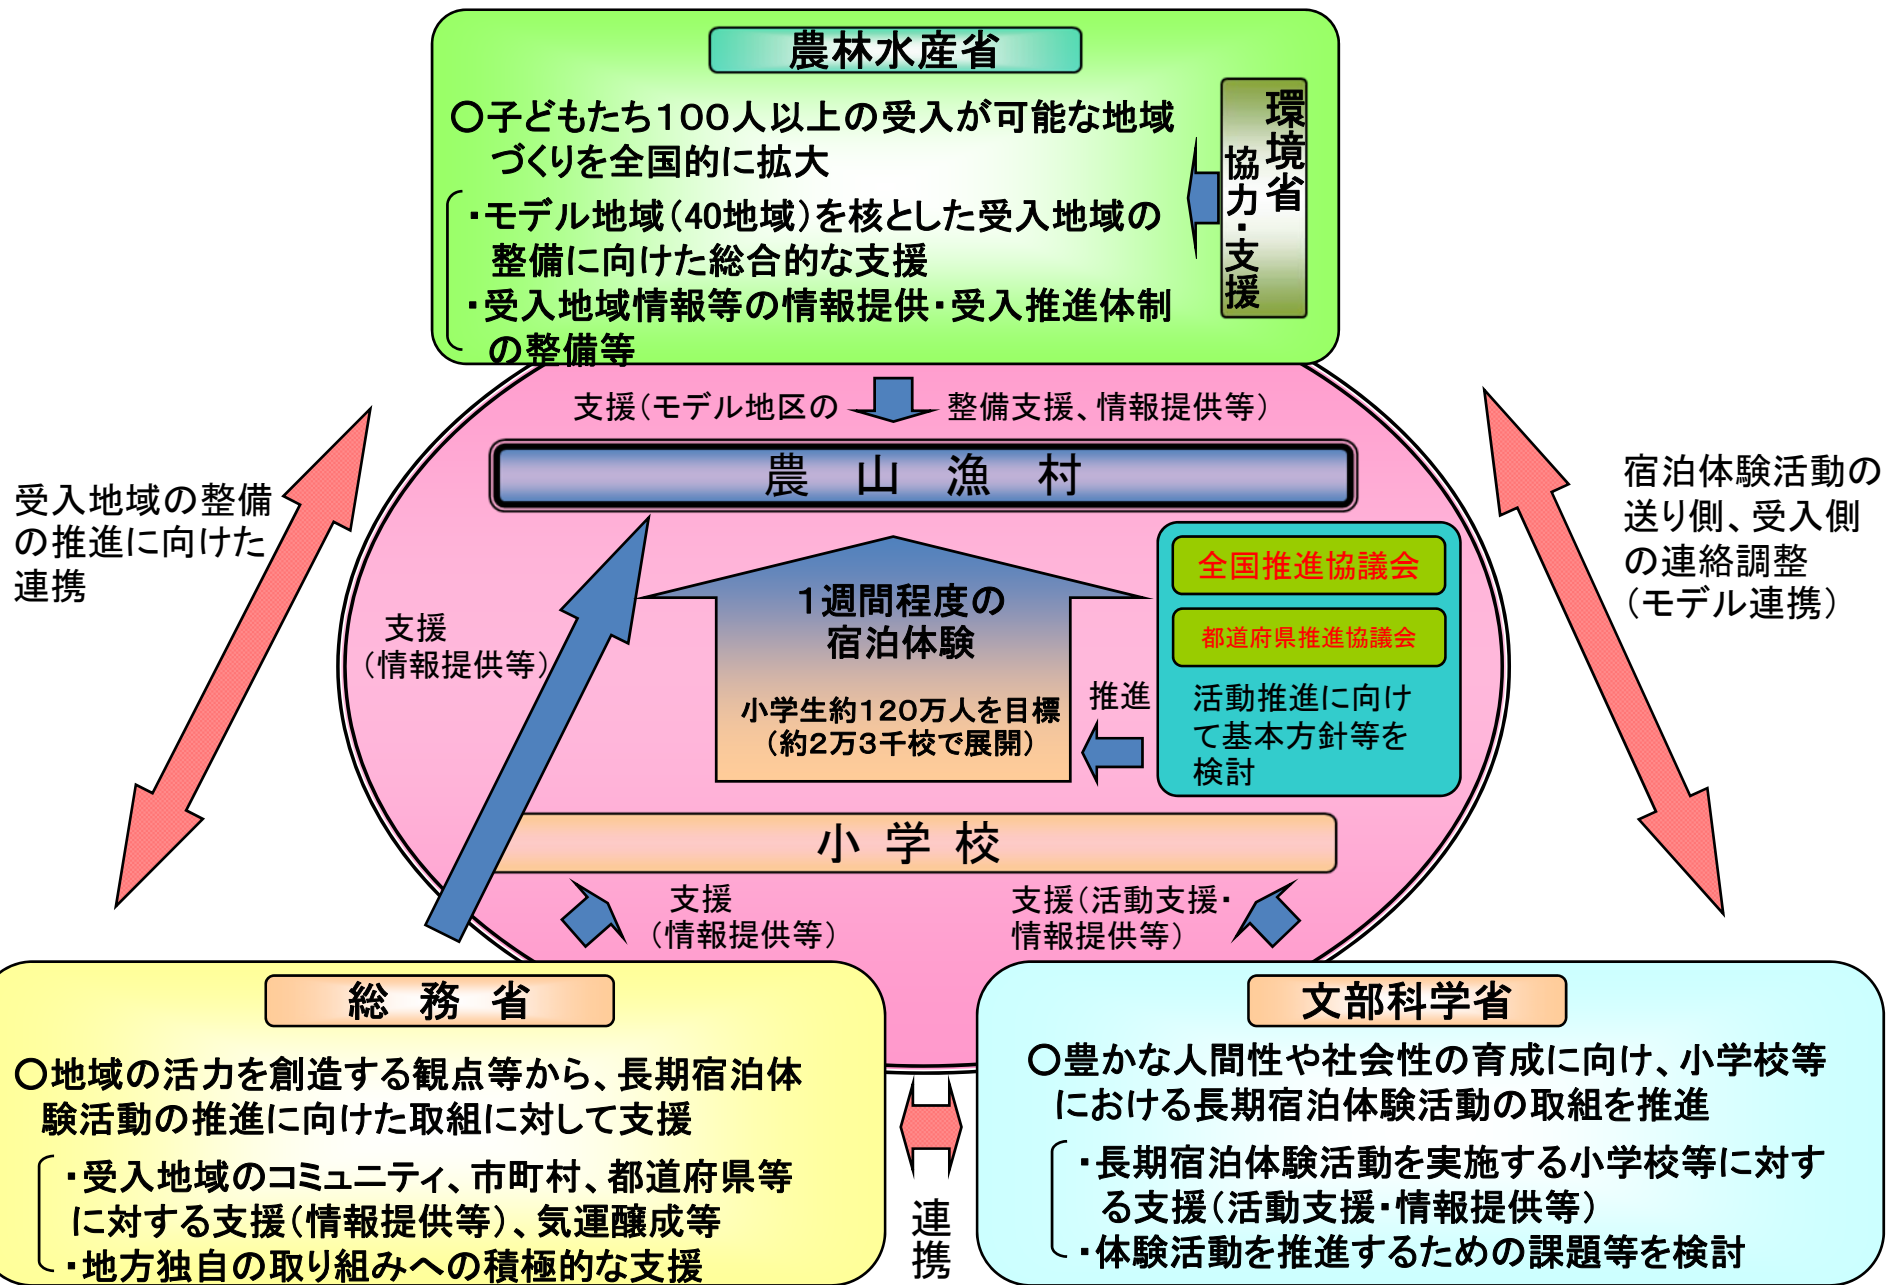 農林水産省
○子どもたち100人以上の受入が可能な地域
づくりを全国的に拡大
・モデル地域(40地域)を核とした受入地域の
整備に向けた総合的な支援
・受入地域情報等の情報提供・受入推進体制
の整備等
環境省
協力・支援
支援(モデル地区の 整備支援、情報提供等)
農山漁村
受入地域の整備
の推進に向けた
連携
宿泊体験活動の
送り側、受入側
の連絡調整
(モデル連携)
支援
(情報提供等)
1週間程度の
宿泊体験
小学生約120万人を目標
(約2万3千校で展開)
全国推進協議会
都道府県推進協議会
活動推進に向け
て基本方針等を
検討
推進
小学校
支援
(情報提供等)
支援(活動支援・
情報提供等)
総務省
○地域の活力を創造する観点等から、長期宿泊体
験活動の推進に向けた取組に対して支援
・受入地域のコミュニティ、市町村、都道府県等
に対する支援(情報提供等)、気運醸成等
・地方独自の取り組みへの積極的な支援
連
携
文部科学省
○豊かな人間性や社会性の育成に向け、小学校等
における長期宿泊体験活動の取組を推進
・長期宿泊体験活動を実施する小学校等に対す
る支援(活動支援・情報提供等)
・体験活動を推進するための課題等を検討